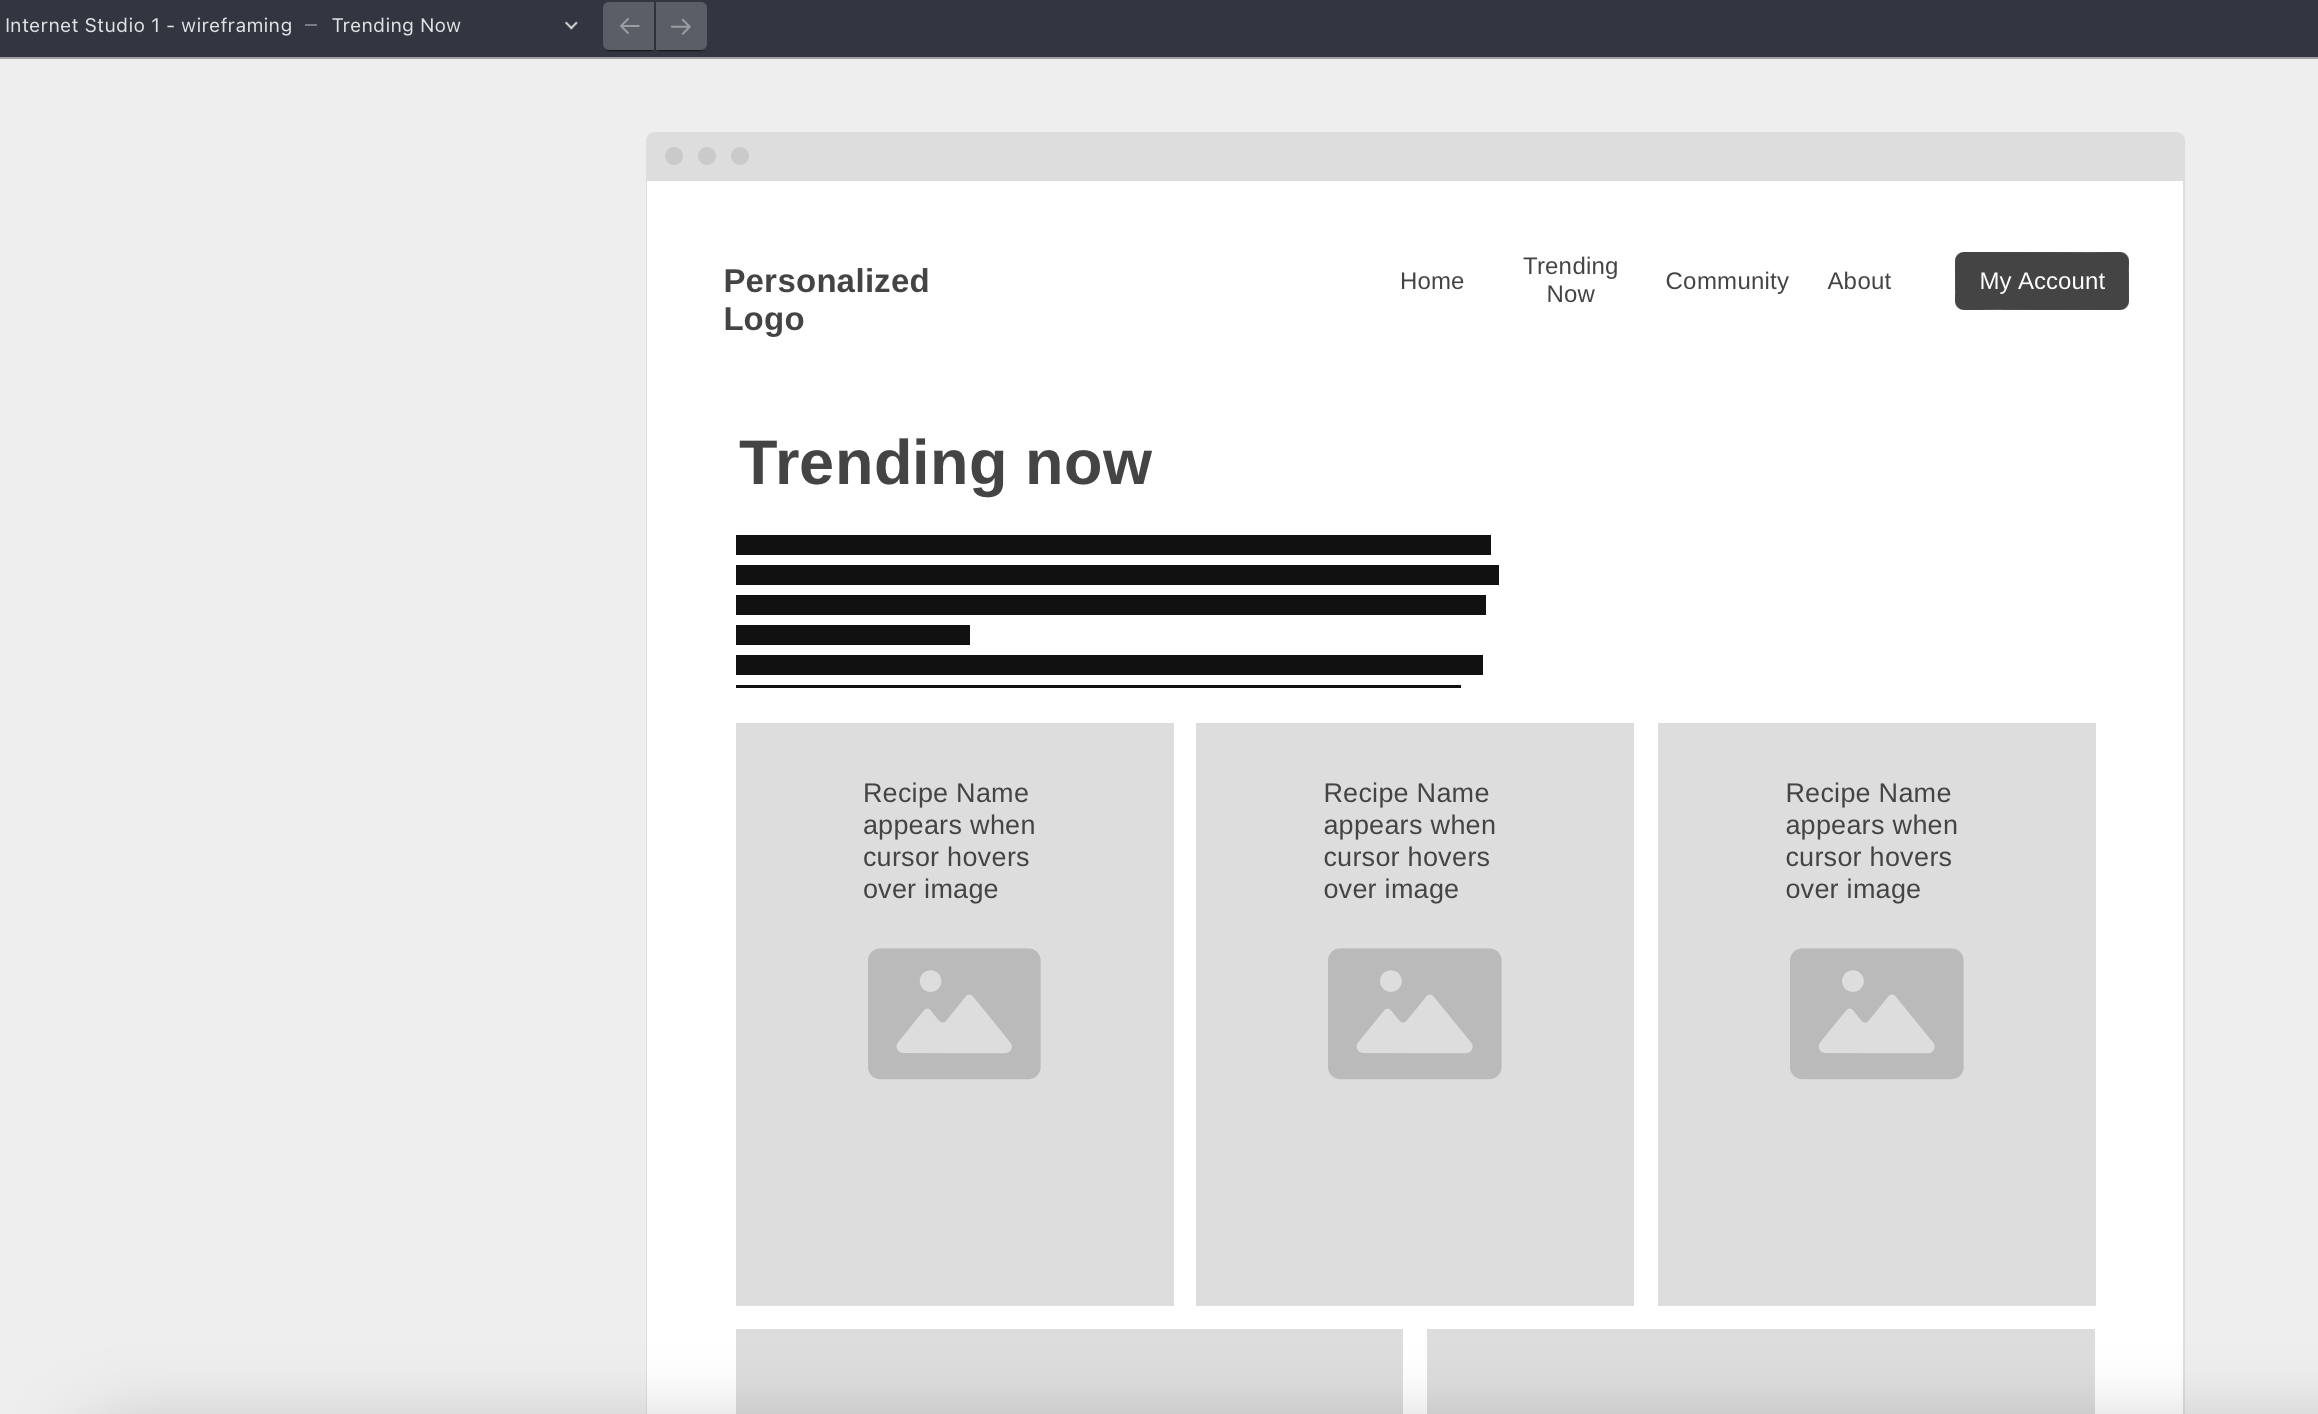 Internet Studio 1 - wireframing – Trending Now
Personalized
Logo
Home
Trending
Now
Community
About
My Account
Trending now
Recipe Name
appears when
cursor hovers
over image
Recipe Name
appears when
cursor hovers
over image
Recipe Name
appears when
cursor hovers
over image